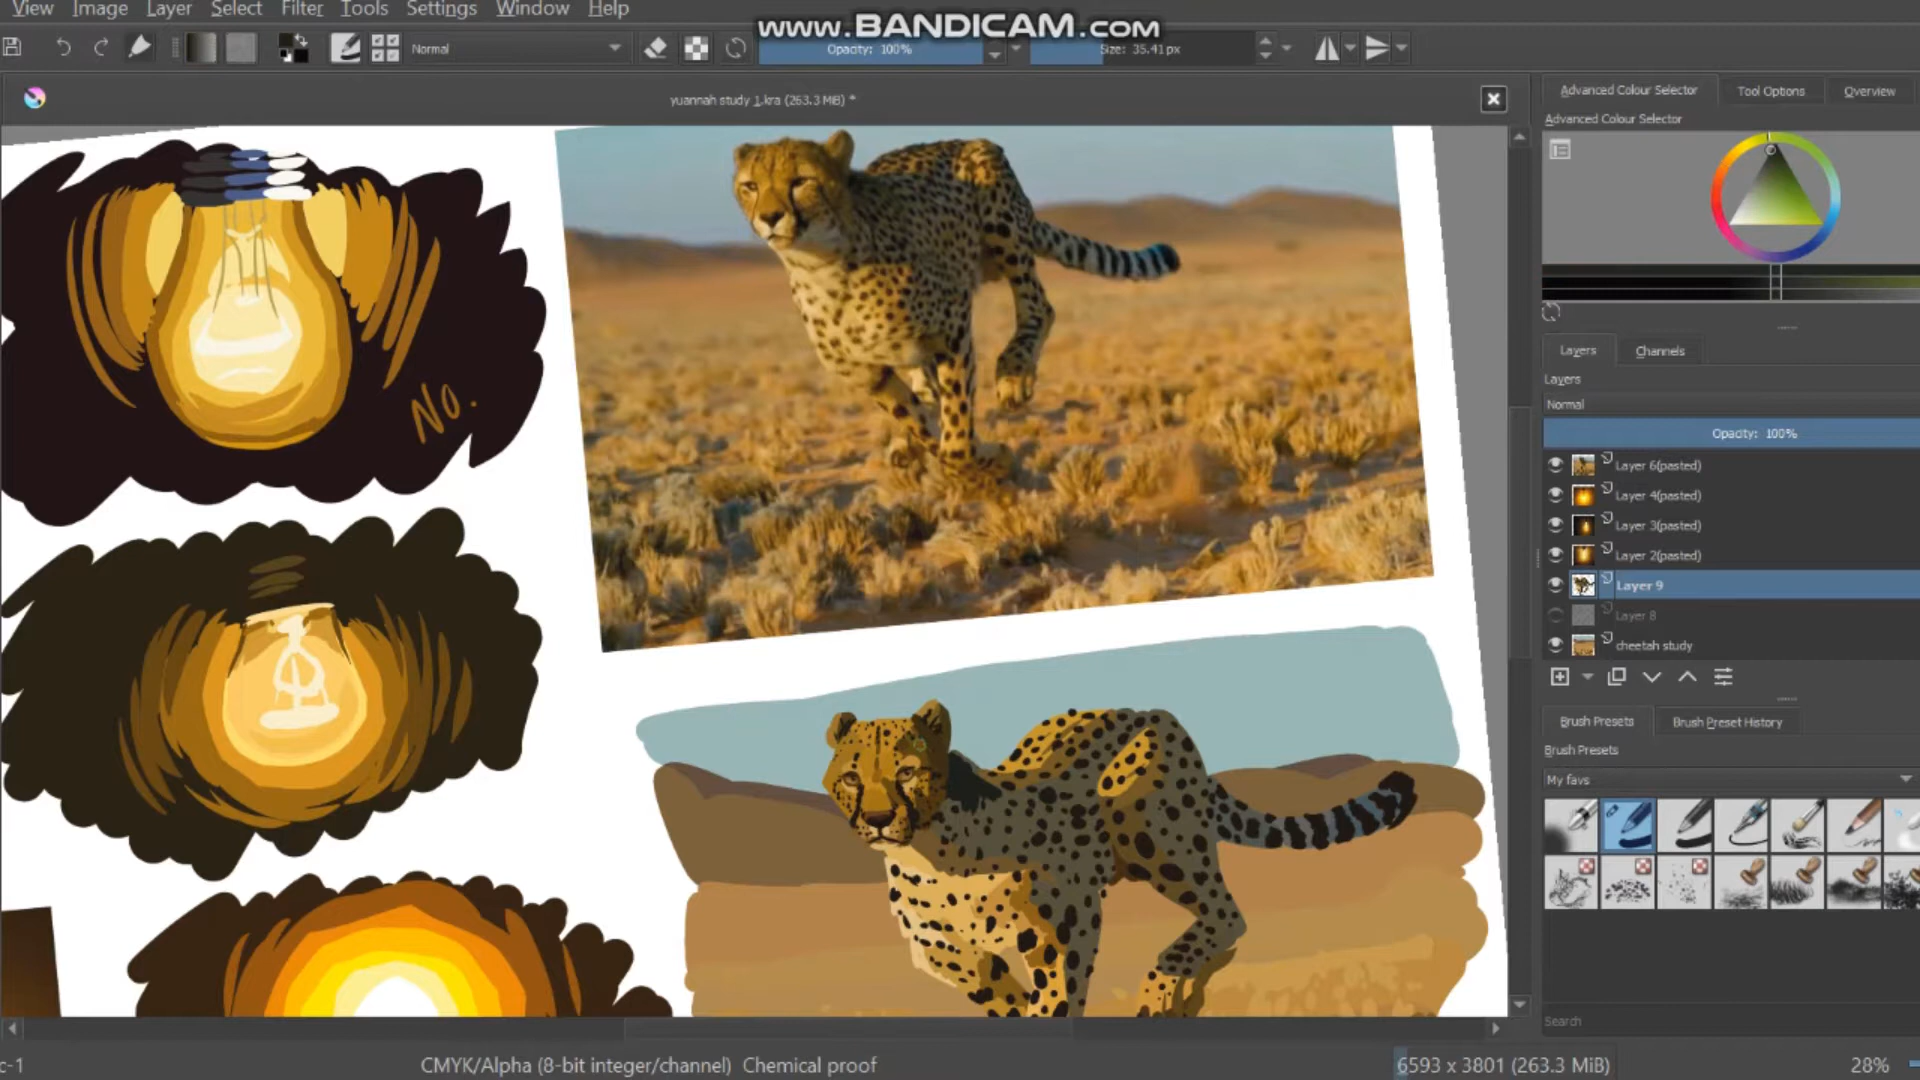 View Image Layer Select Filter Tools Settings Window Help
www.BANDICAM.com
Normal
Opacity: 100%
Size: 35.41 px
yuannah study 1.kra (263.3 MiB) *
Advanced Colour Selector Tool Options Overview
Advanced Colour Selector
No.
Layers Channels
Layers
Normal
Opacity: 100%
Layer 6(pasted)
Layer 4(pasted)
Layer 3(pasted)
Layer 2(pasted)
Layer 9
Layer 8
cheetah study
Brush Presets Brush Preset History
Brush Presets
My favs
Search
c-1
CMYK/Alpha (8-bit integer/channel) Chemical proof
6593 x 3801 (263.3 MiB)
28%